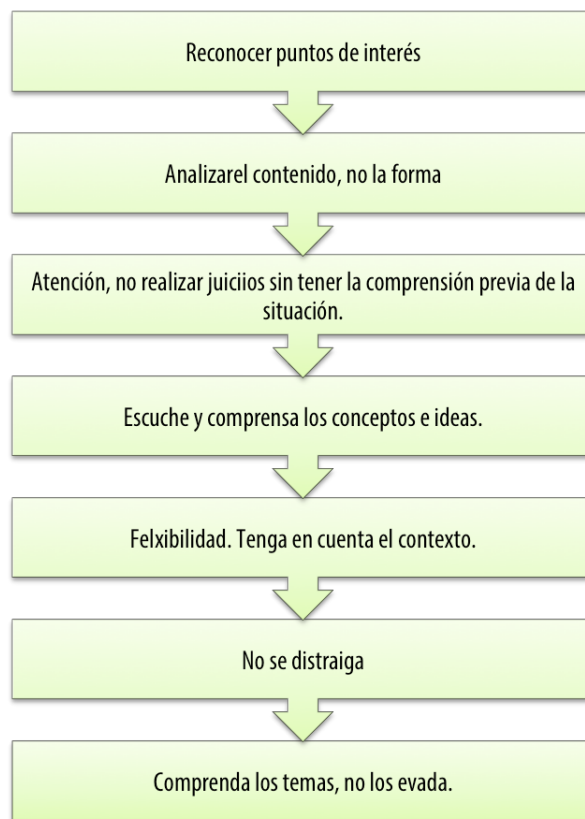 Reconocer puntos de interés
Analizarel contenido, no la forma
Atención, no realizar juiciios sin tener la comprensión previa de la
situación.
Escuche y comprensa los conceptos e ideas.
Felxibilidad. Tenga en cuenta el contexto.
No se distraiga
Comprenda los temas, no los evada.